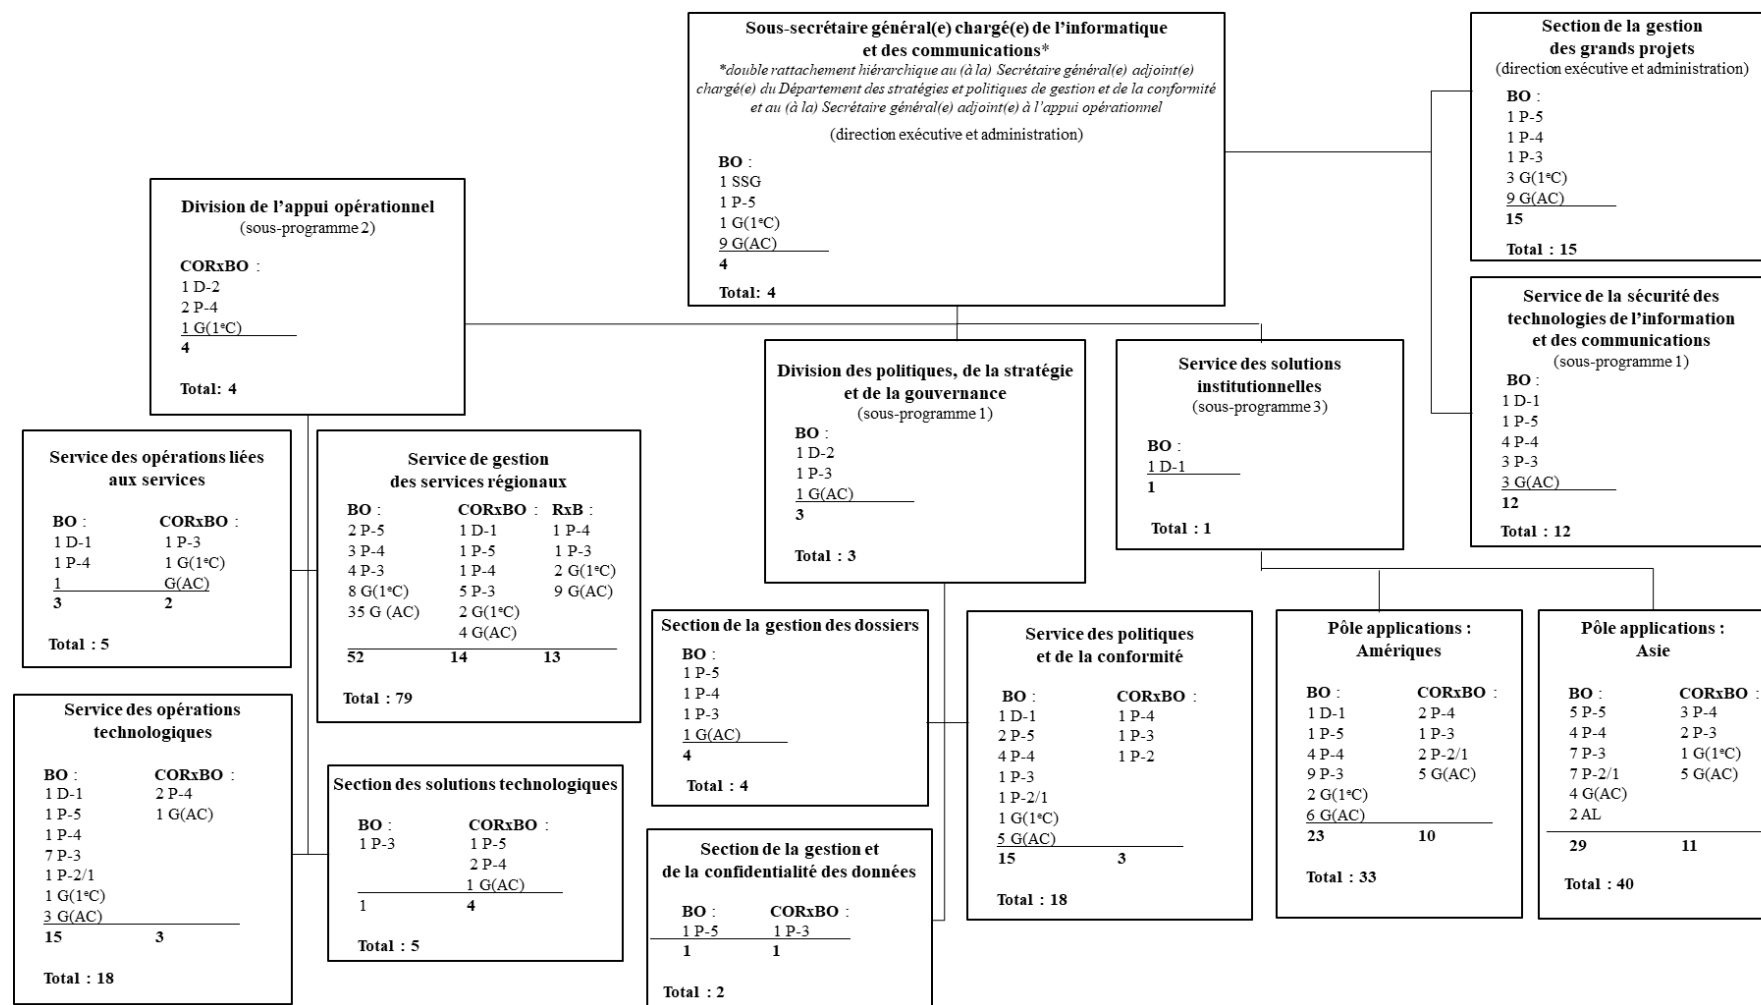 Sous-secrétaire général(e) chargé(e) de l'informatique
et des communications*
*double rattachement hiérarchique au (à la) Secrétaire général(e) adjoint(e)
chargé(e) du Département des stratégies et politiques de gestion et de la conformité
et au (à la) Secrétaire général(e) adjoint(e) à l'appui opérationnel
(direction exécutive et administration)
BO :
1 SSG
1 P-5
1 G(1eC)
9 G(AC)
4
Total: 4
Section de la gestion
des grands projets
(direction exécutive et administration)
BO :
1 P-5
1 P-4
1 P-3
3 G(1eC)
9 G(AC)
15
Total : 15
Division de l'appui opérationnel
(sous-programme 2)
CORxBO :
1 D-2
2 P-4
1 G(1eC)
4
Total: 4
Service de la sécurité des
technologies de l'information
et des communications
(sous-programme 1)
BO :
1 D-1
1 P-5
4 P-4
3 P-3
3 G(AC)
12
Total : 12
Division des politiques, de la stratégie
et de la gouvernance
(sous-programme 1)
BO :
1 D-2
1 P-3
1 G(AC)
3
Total : 3
Service des solutions
institutionnelles
(sous-programme 3)
BO :
1 D-1
1
Total : 1
Service des opérations liées
aux services
BO : CORxBO :
1 D-1 1 P-3
1 P-4 1 G(1eC)
1 G(AC)
3 2
Total : 5
Service de gestion
des services régionaux
BO : CORxBO : RxB :
2 P-5 1 D-1 1 P-4
3 P-4 1 P-5 1 P-3
4 P-3 1 P-4 2 G(1eC)
8 G(1eC) 5 P-3 9 G(AC)
35 G (AC) 2 G(1eC)
4 G(AC)
52 14 13
Total : 79
Section de la gestion des dossiers
BO :
1 P-5
1 P-4
1 P-3
1 G(AC)
4
Total : 4
Service des politiques
et de la conformité
BO : CORxBO :
1 D-1 1 P-4
2 P-5 1 P-3
4 P-4 1 P-2
1 P-3
1 P-2/1
1 G(1eC)
5 G(AC)
15 3
Total : 18
Pôle applications :
Amériques
BO : CORxBO :
1 D-1 2 P-4
1 P-5 1 P-3
4 P-4 2 P-2/1
9 P-3 5 G(AC)
2 G(1eC)
6 G(AC)
23 10
Total : 33
Pôle applications :
Asie
BO : CORxBO :
5 P-5 3 P-4
4 P-4 2 P-3
7 P-3 1 G(1eC)
7 P-2/1 5 G(AC)
4 G(AC)
2 AL
29 11
Total : 40
Service des opérations
technologiques
BO : CORxBO :
1 D-1 2 P-4
1 P-5 1 G(AC)
1 P-4
7 P-3
1 P-2/1
1 G(1eC)
3 G(AC)
15 3
Total : 18
Section des solutions technologiques
BO : CORxBO :
1 P-3 1 P-5
2 P-4
1 G(AC)
1 4
Total : 5
Section de la gestion et
de la confidentialité des données
BO : CORxBO :
1 P-5 1 P-3
1 1
Total : 2